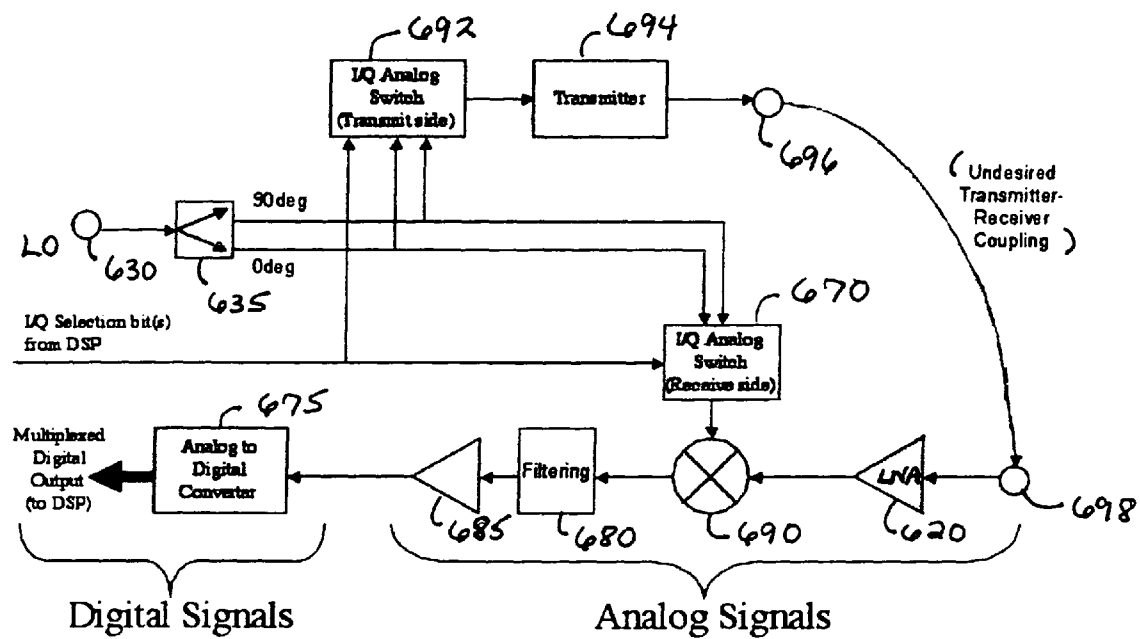 692
694
I/Q Analog
Switch
(Transmit side)
Transmitter
696
( Undesired
Transmitter-
Receiver
Coupling )
90deg
LO
630
0deg
635
670
I/Q Selection bit(s)
from DSP
I/Q Analog
Switch
(Receive side)
675
Multiplexed
Digital
Output
(to DSP)
Analog to
Digital
Converter
Filtering
LNA
685
680
690
620
698
Digital Signals
Analog Signals